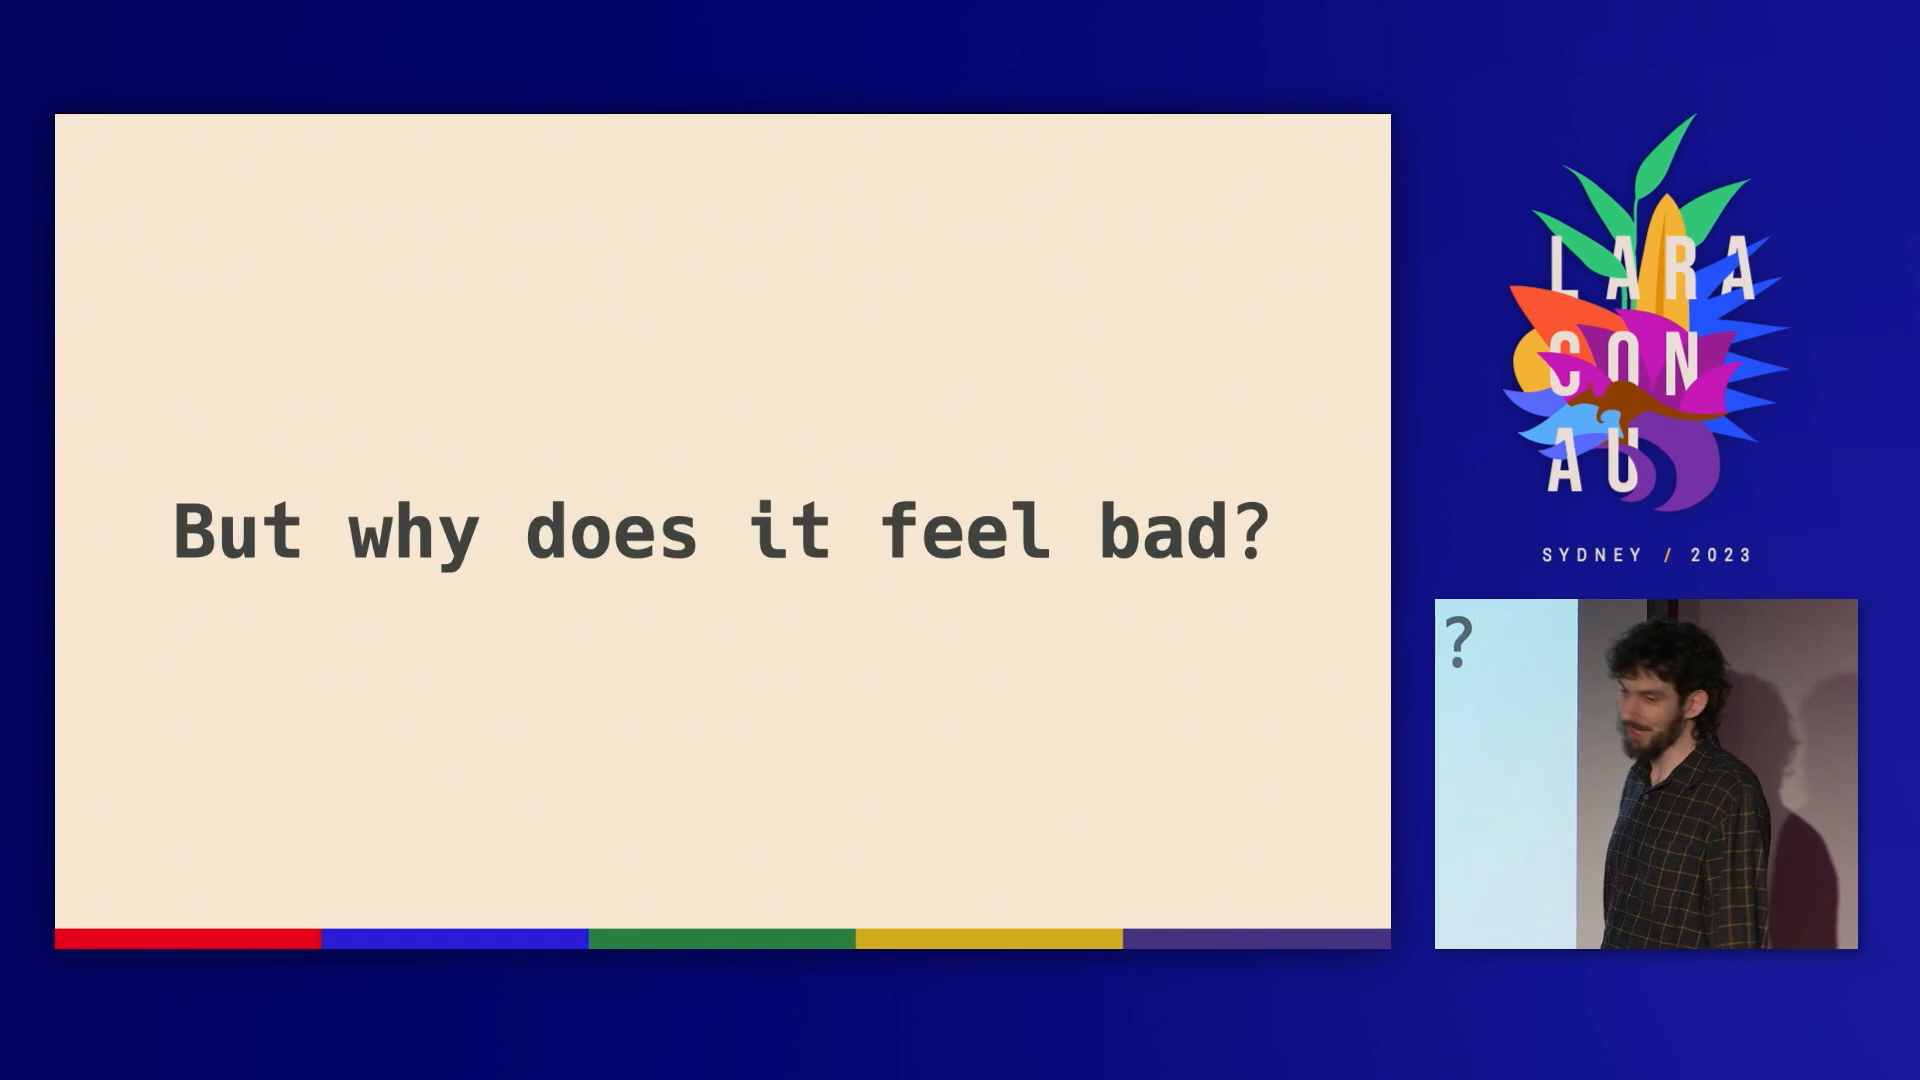 But why does it feel bad?
LARA
CON
AU
SYDNEY / 2023
?